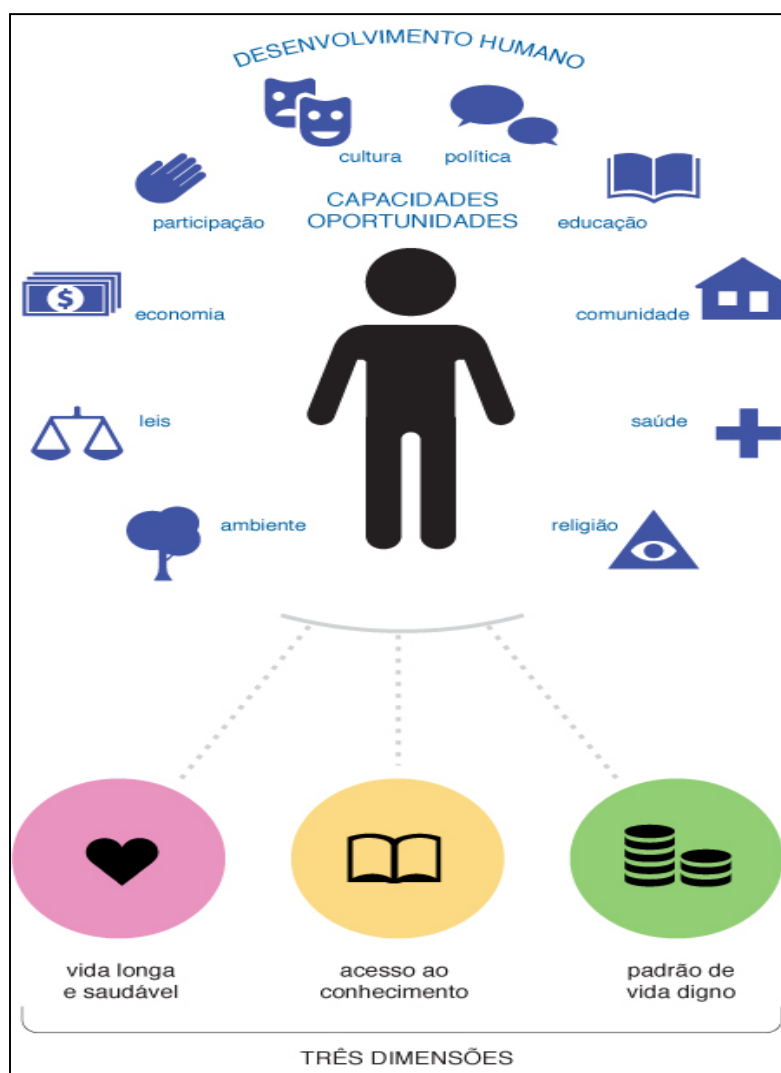 DESENVOLVIMENTO HUMANO
cultura
política
CAPACIDADES
OPORTUNIDADES
participação
educação
$
economia
comunidade
leis
saúde
ambiente
religião
vida longa
e saudável
acesso ao
conhecimento
padrão de
vida digno
TRÊS DIMENSÕES